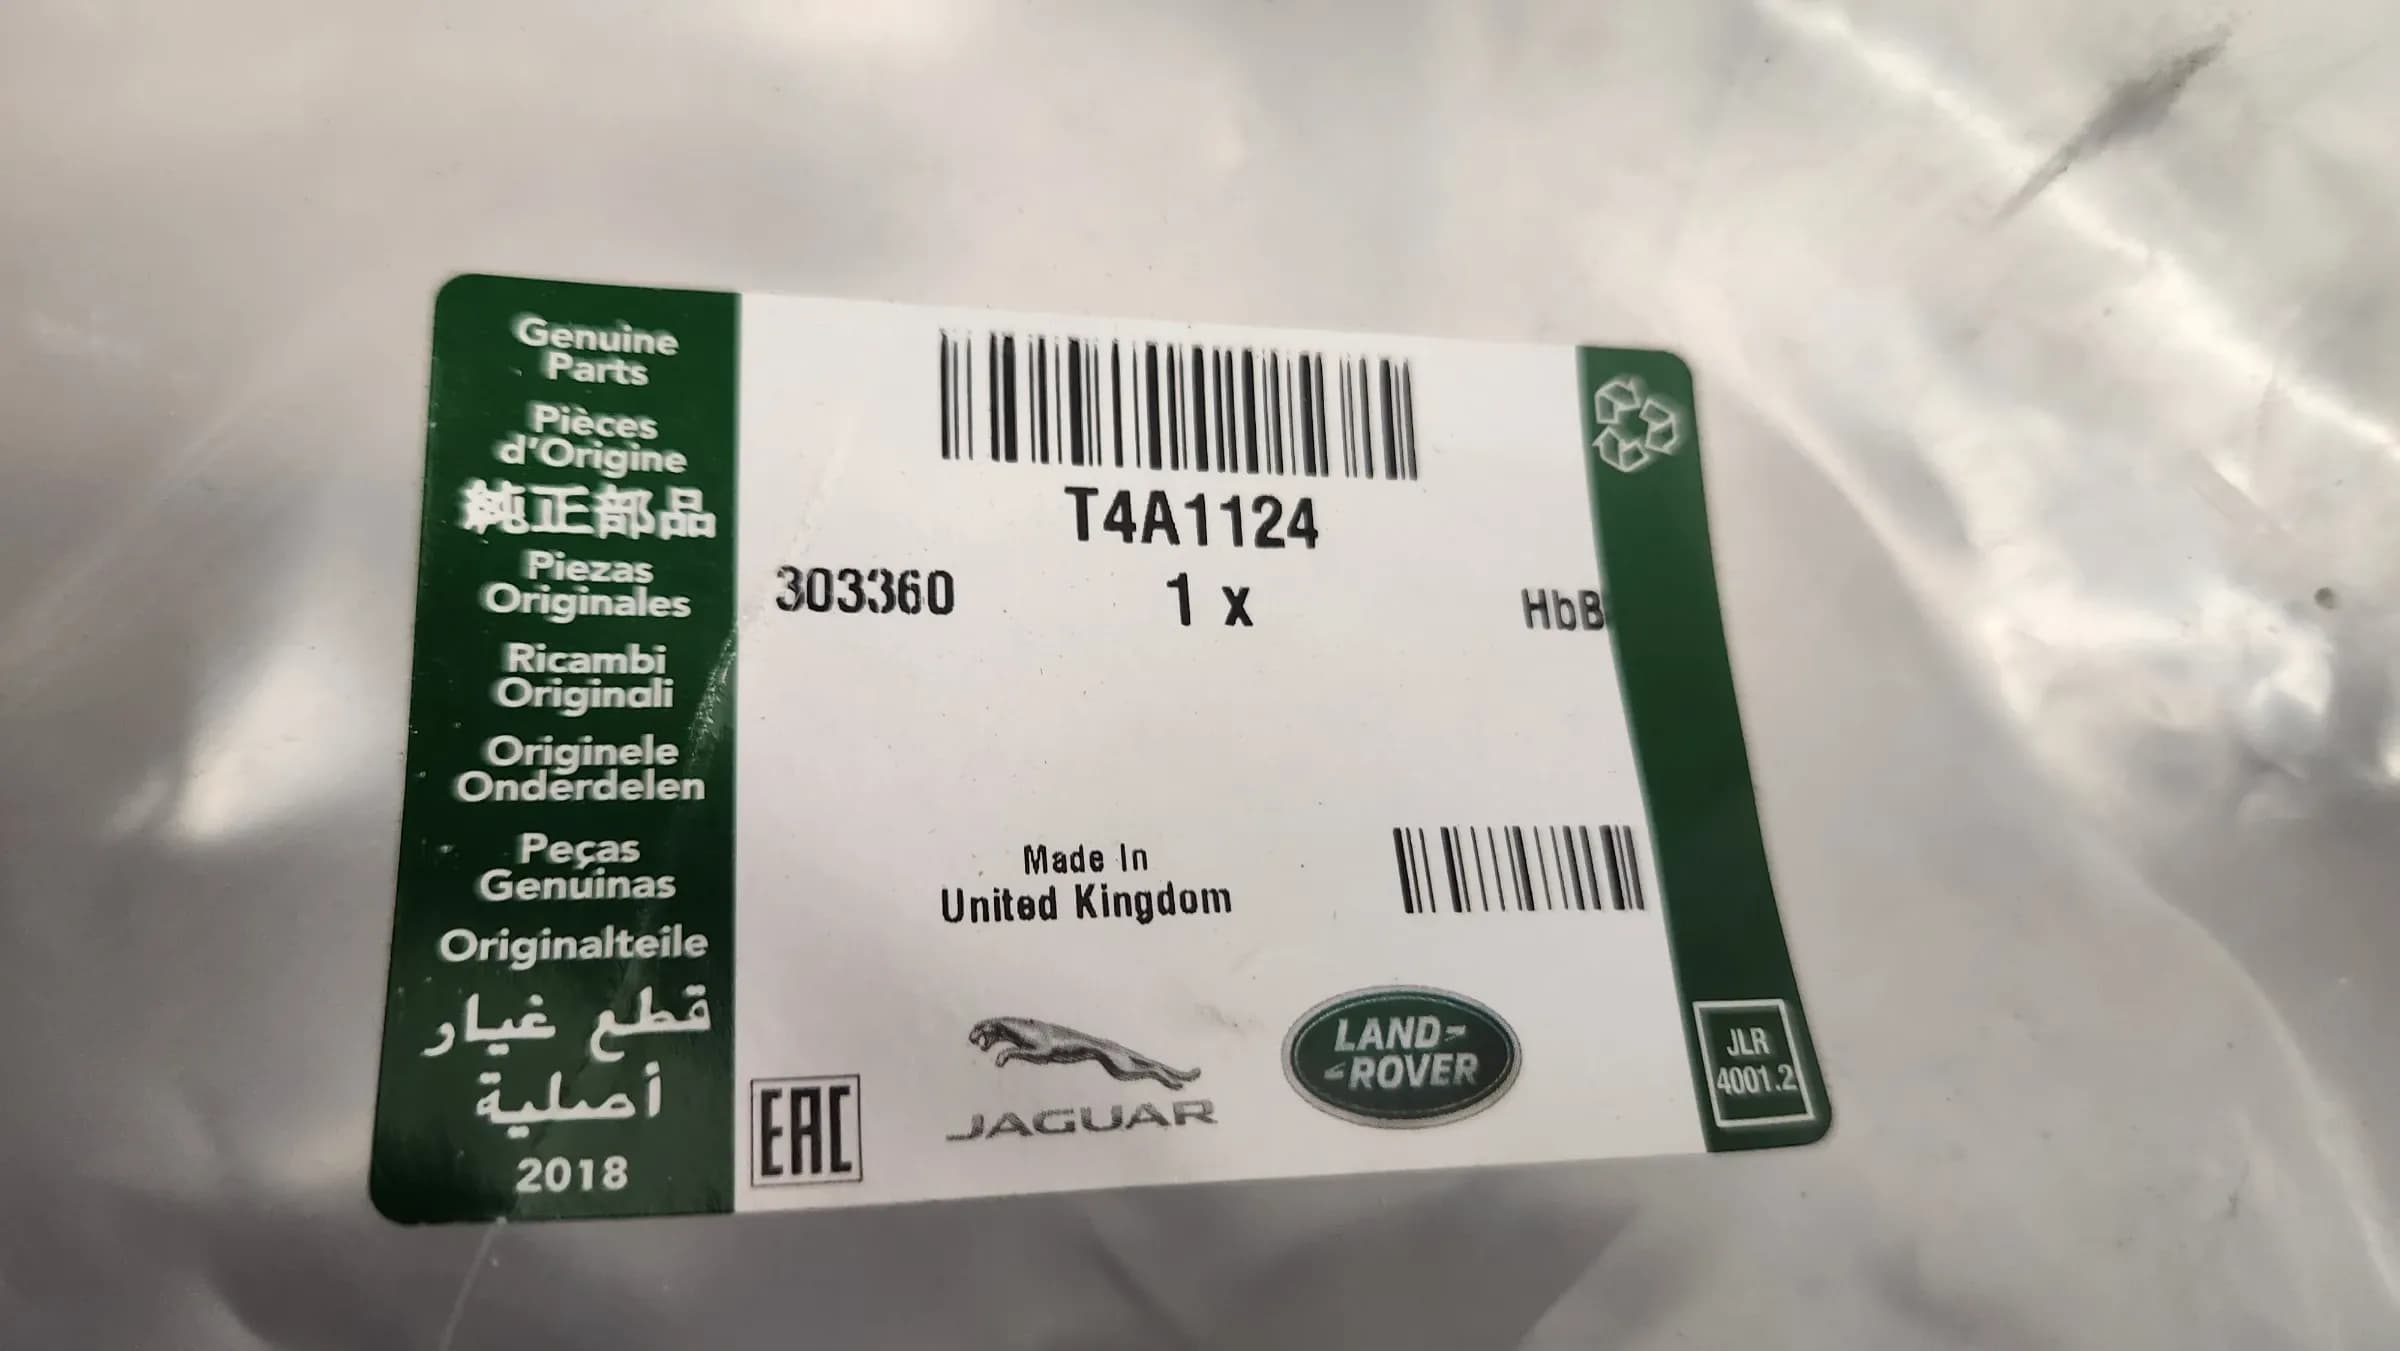 Genuine
Parts
Pièces
d'Origine
純正部品
Piezas
Originales
Ricambi
Originali
Originele
Onderdelen
Peças
Genuínas
Originalteile
قطع غيار
أصلية
2018
T4A1124
303360
1 x
HbB
Made In
United Kingdom
EAC
JAGUAR
LAND-
-ROVER
JLR
4001.2